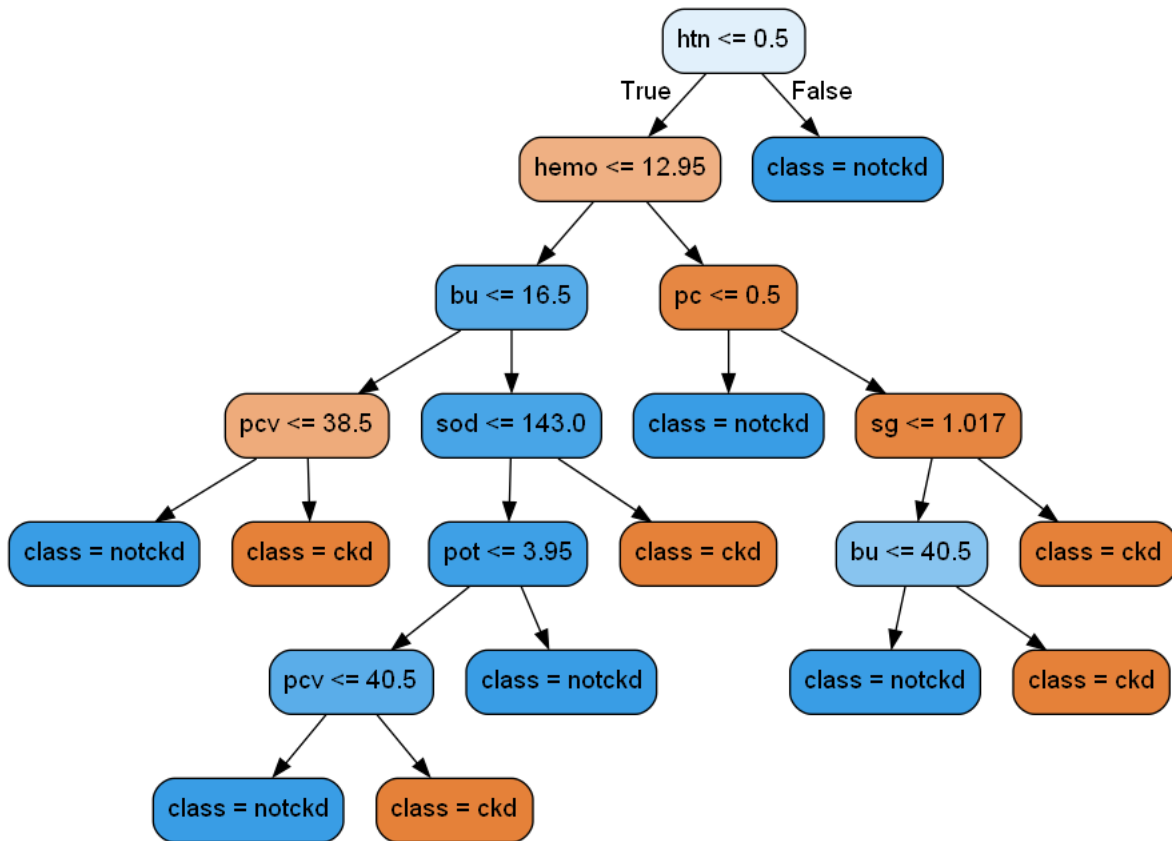 htn <= 0.5
True
False
hemo <= 12.95
class = notckd
bu <= 16.5
pc <= 0.5
pcv <= 38.5
sod <= 143.0
class = notckd
sg <= 1.017
class = notckd
class = ckd
pot <= 3.95
class = ckd
bu <= 40.5
class = ckd
pcv <= 40.5
class = notckd
class = notckd
class = ckd
class = notckd
class = ckd